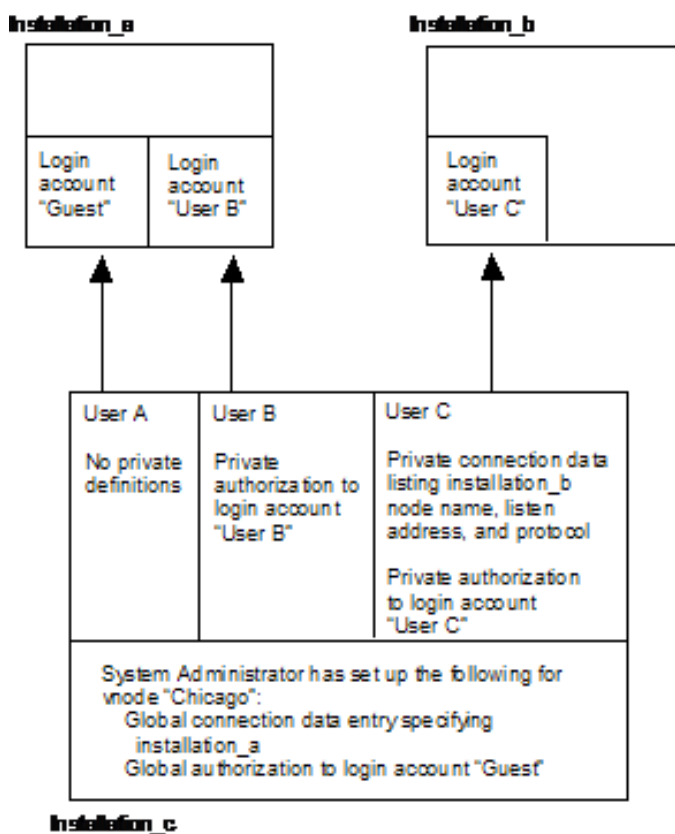 Installation_a
Installation_b
Login
account
"Guest"
Login
account
"User B"
Login
account
"User C"
User A
No private
definitions
User B
Private
authorization to
login account
"User B"
User C
Private connection data
listing installation_b
node name, listen
address, and protocol
Private authorization
to login account
"User C"
System Administrator has set up the following for
vnode "Chicago":
Global connection data entry specifying
installation_a
Global authorization to login account "Guest"
Installation_c